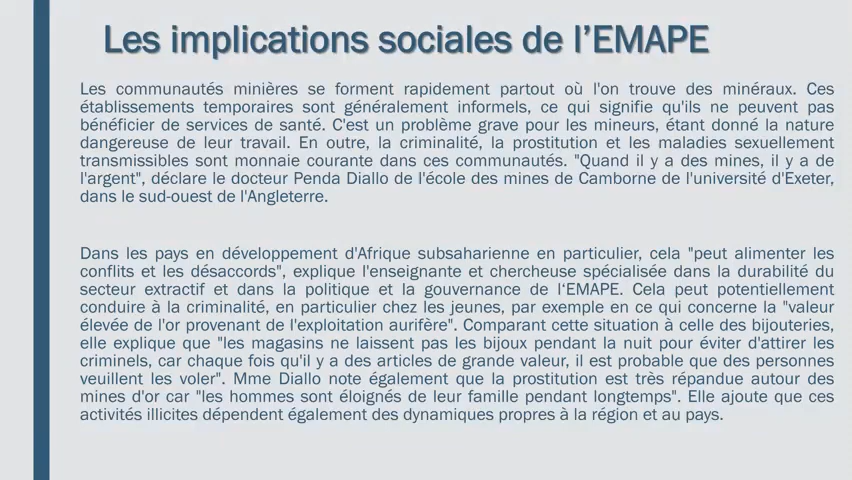 Les implications sociales de l’EMAPE
Les communautés minières se forment rapidement partout où l'on trouve des minéraux. Ces
établissements temporaires sont généralement informels, ce qui signifie qu'ils ne peuvent pas
bénéficier de services de santé. C'est un problème grave pour les mineurs, étant donné la nature
dangereuse de leur travail. En outre, la criminalité, la prostitution et les maladies sexuellement
transmissibles sont monnaie courante dans ces communautés. "Quand il y a des mines, il y a de
l'argent", déclare le docteur Penda Diallo de l'école des mines de Camborne de l'université d'Exeter,
dans le sud-ouest de l'Angleterre.
Dans les pays en développement d'Afrique subsaharienne en particulier, cela "peut alimenter les
conflits et les désaccords", explique l'enseignante et chercheuse spécialisée dans la durabilité du
secteur extractif et dans la politique et la gouvernance de l‘EMAPE. Cela peut potentiellement
conduire à la criminalité, en particulier chez les jeunes, par exemple en ce qui concerne la "valeur
élevée de l'or provenant de l'exploitation aurifère". Comparant cette situation à celle des bijouteries,
elle explique que "les magasins ne laissent pas les bijoux pendant la nuit pour éviter d'attirer les
criminels, car chaque fois qu'il y a des articles de grande valeur, il est probable que des personnes
veuillent les voler". Mme Diallo note également que la prostitution est très répandue autour des
mines d'or car "les hommes sont éloignés de leur famille pendant longtemps". Elle ajoute que ces
activités illicites dépendent également des dynamiques propres à la région et au pays.